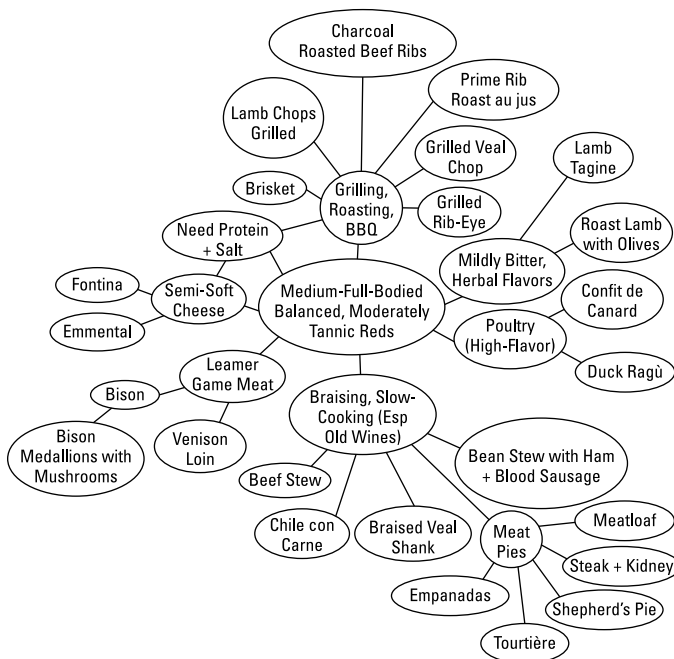 Charcoal
Roasted Beef Ribs
Prime Rib
Roast au jus
Lamb Chops
Grilled
Grilled Veal
Chop
Lamb
Tagine
Brisket
Grilling,
Roasting,
BBQ
Grilled
Rib-Eye
Need Protein
+ Salt
Roast Lamb
with Olives
Mildly Bitter,
Herbal Flavors
Fontina
Semi-Soft
Cheese
Emmental
Medium-Full-Bodied
Balanced, Moderately
Tannic Reds
Confit de
Canard
Poultry
(High-Flavor)
Duck Ragù
Leamer
Game Meat
Bison
Bison
Medallions with
Mushrooms
Venison
Loin
Braising, Slow-
Cooking (Esp
Old Wines)
Beef Stew
Bean Stew with Ham
+ Blood Sausage
Chile con
Carne
Braised Veal
Shank
Meat
Pies
Meatloaf
Steak + Kidney
Empanadas
Shepherd's Pie
Tourtière